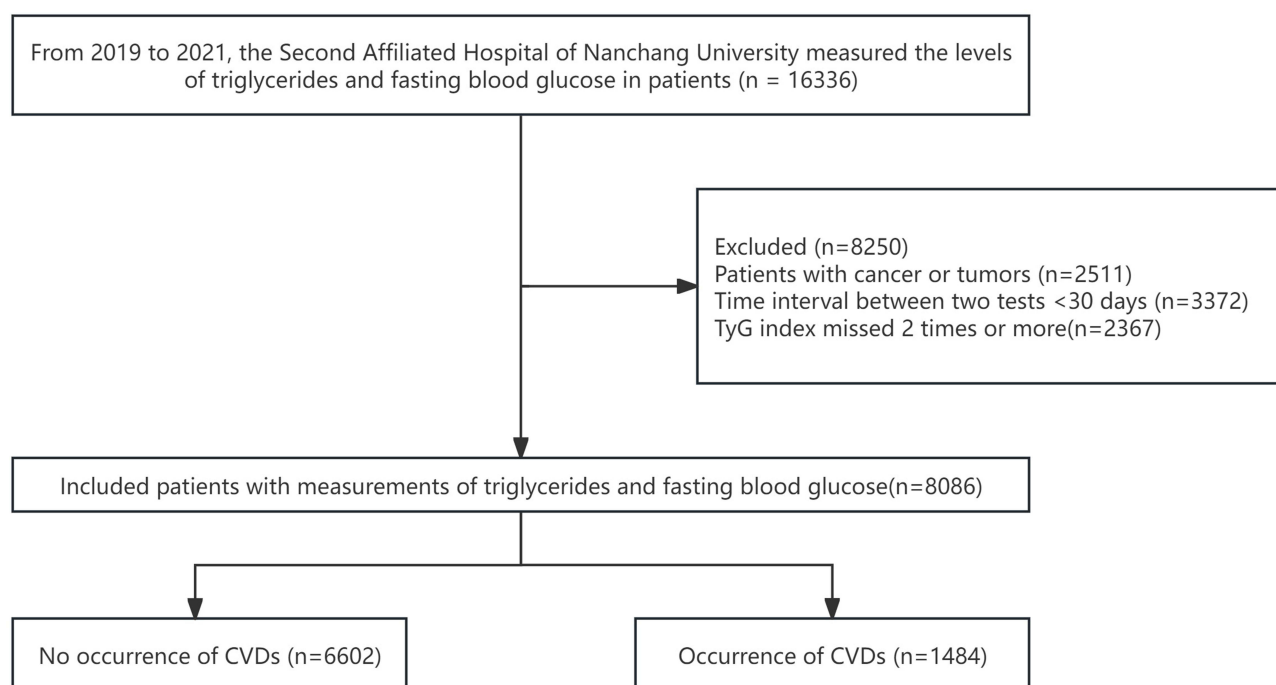 From 2019 to 2021, the Second Affiliated Hospital of Nanchang University measured the levels
of triglycerides and fasting blood glucose in patients (n = 16336)
Excluded (n=8250)
Patients with cancer or tumors (n=2511)
Time interval between two tests <30 days (n=3372)
TyG index missed 2 times or more(n=2367)
Included patients with measurements of triglycerides and fasting blood glucose(n=8086)
No occurrence of CVDs (n=6602)
Occurrence of CVDs (n=1484)